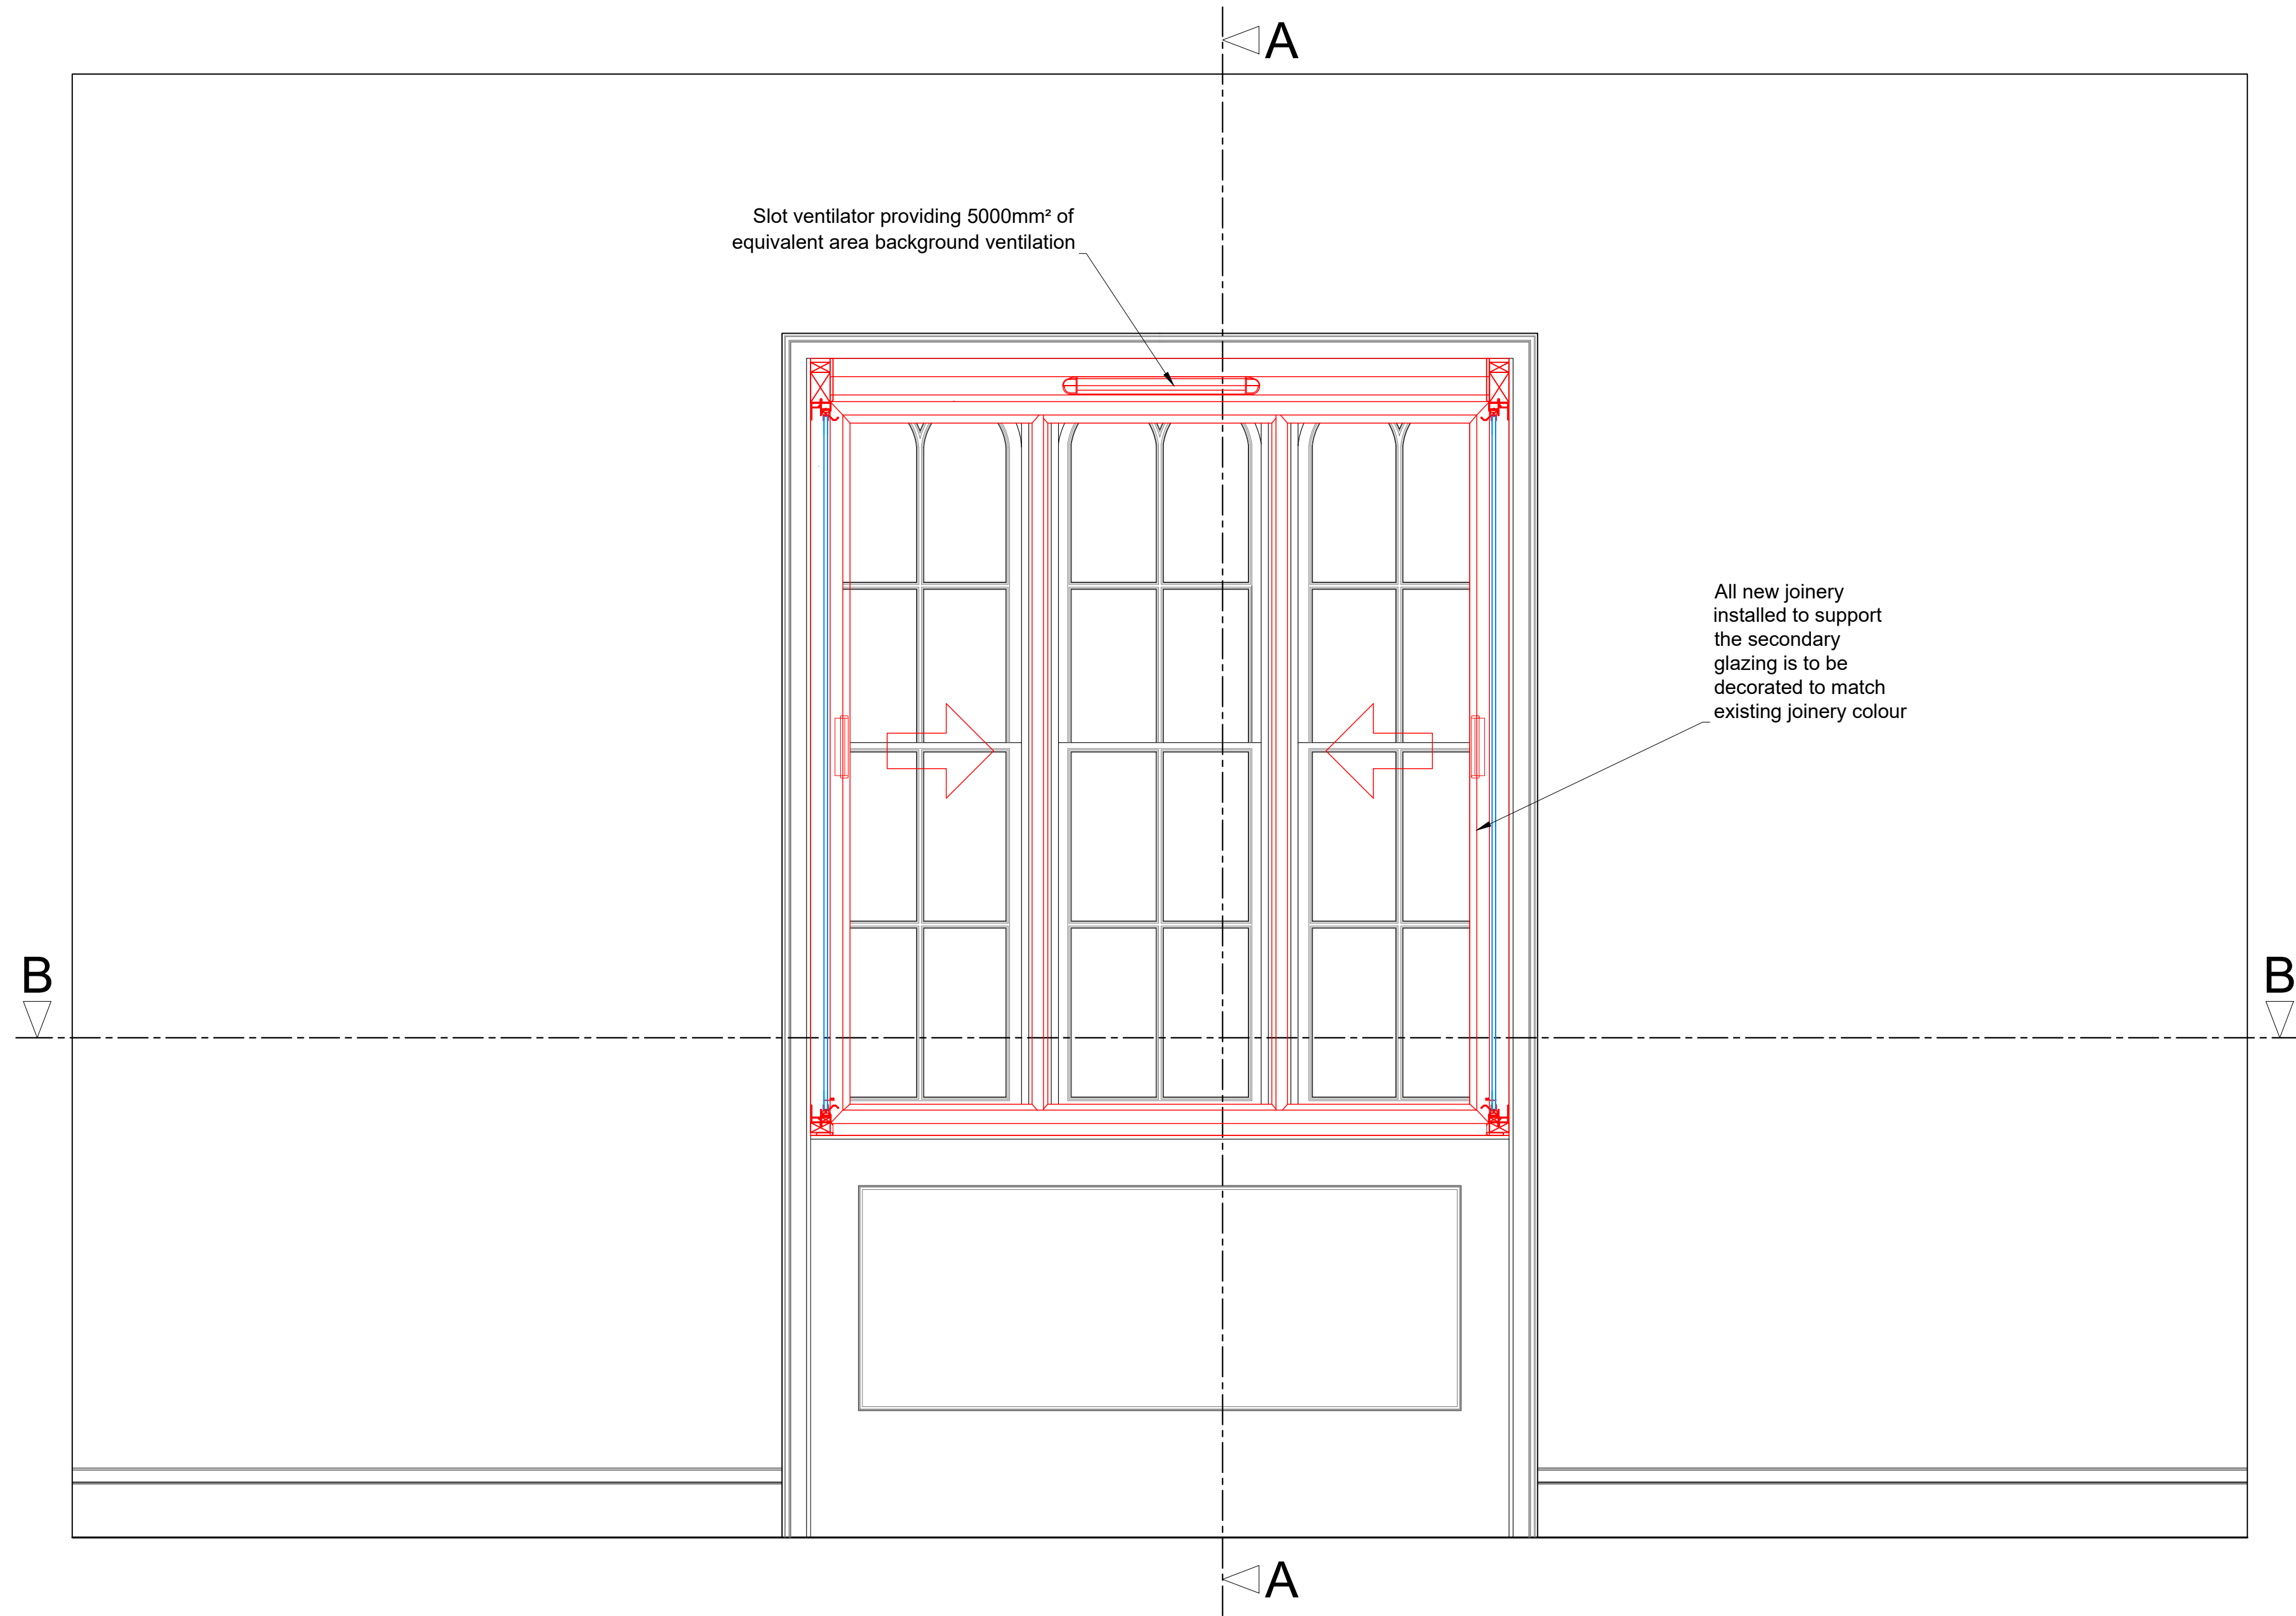 A
Slot ventilator providing 5000mm² of
equivalent area background ventilation
All new joinery
installed to support
the secondary
glazing is to be
decorated to match
existing joinery colour
B
B
A